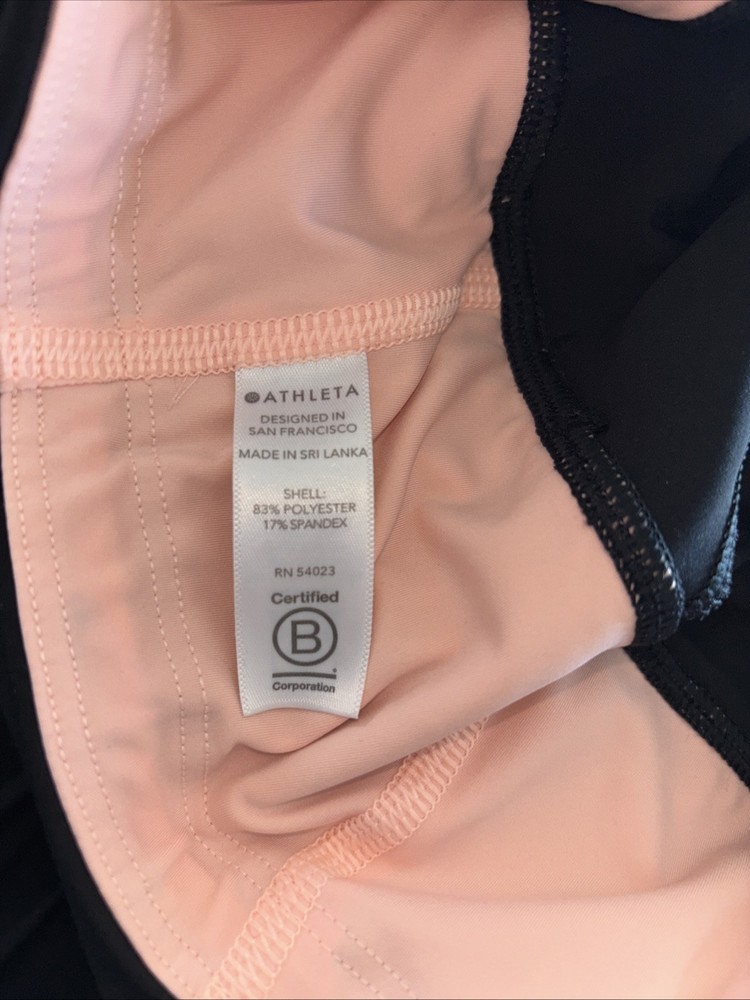 ATHLETA
DESIGNED IN
SAN FRANCISCO
MADE IN SRI LANKA
SHELL:
83% POLYESTER
17% SPANDEX
RN 54023
Certified
B
Corporation